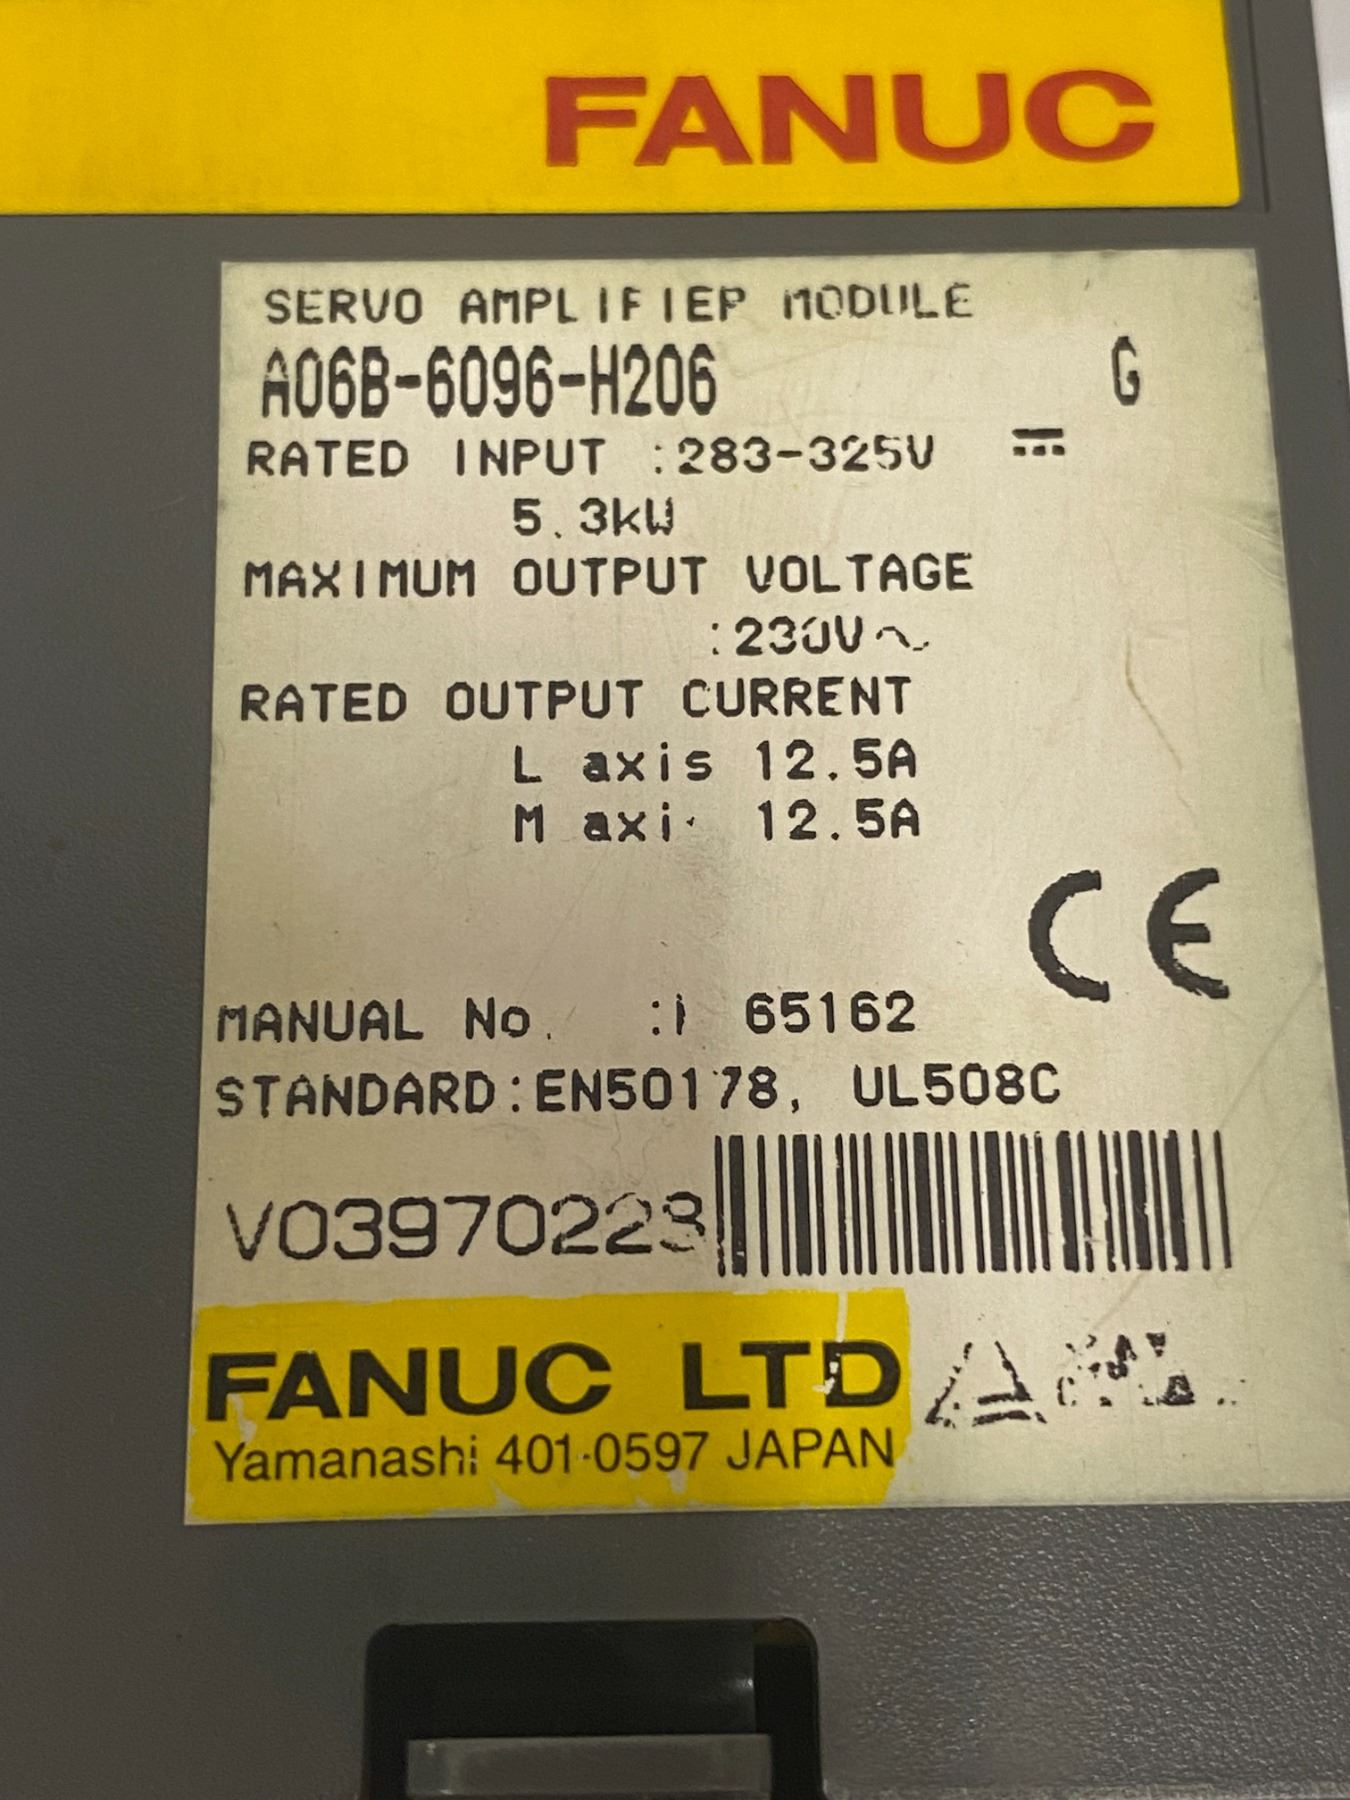 FANUC
SERVO AMPLIFIER MODULE
A06B-6096-H206 G
RATED INPUT :283-325V ⎓
5.3kW
MAXIMUM OUTPUT VOLTAGE
:230V~
RATED OUTPUT CURRENT
L axis 12.5A
M axis 12.5A
CE
MANUAL No. : 65162
STANDARD:EN50178, UL508C
V03970223
FANUC LTD
Yamanashi 401-0597 JAPAN